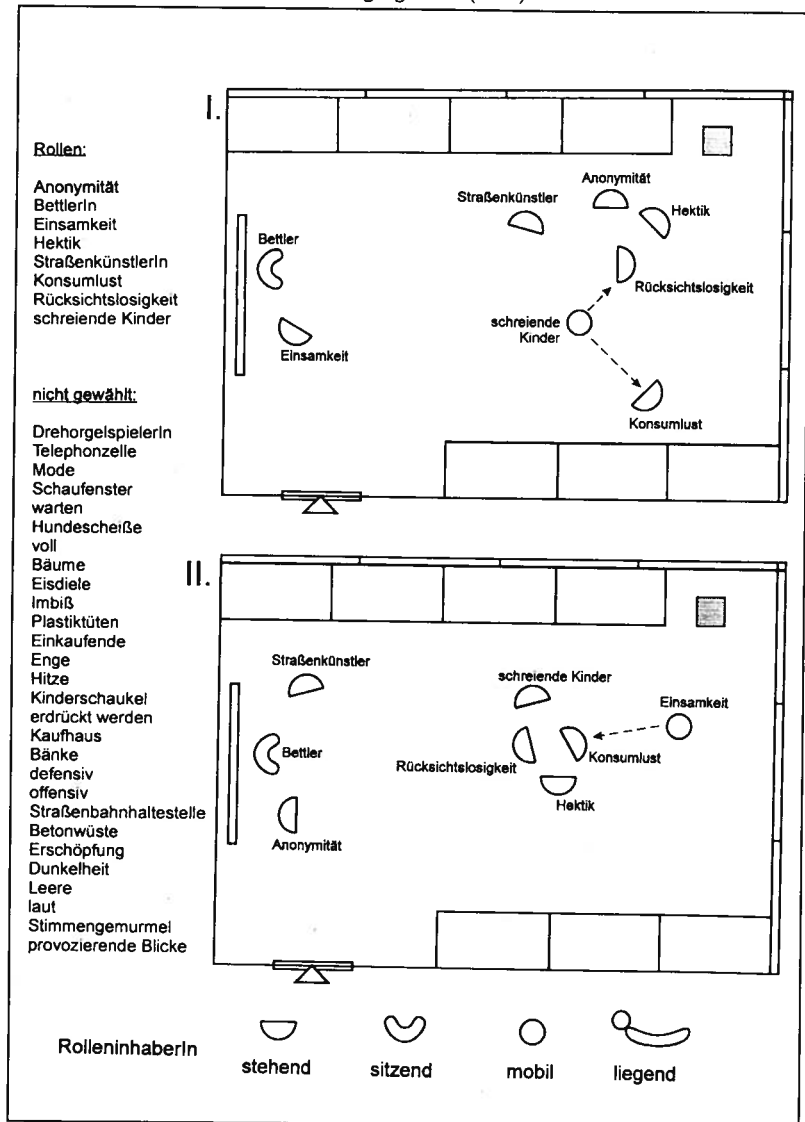 I.
Rollen:
Anonymität
BettlerIn
Einsamkeit
Hektik
StraßenkünstlerIn
Konsumlust
Rücksichtslosigkeit
schreiende Kinder
nicht gewählt:
DrehorgelspielerIn
Telephonzelle
Mode
Schaufenster
warten
Hundescheiße
voll
Bäume
Eisdiele
Imbiß
Plastiktüten
Einkaufende
Enge
Hitze
Kinderschaukel
erdrückt werden
Kaufhaus
Bänke
defensiv
offensiv
Straßenbahnhaltestelle
Betonwüste
Erschöpfung
Dunkelheit
Leere
laut
Stimmengemurmel
provozierende Blicke
Anonymität
Straßenkünstler
Hektik
Bettler
Rücksichtslosigkeit
schreiende
Kinder
Einsamkeit
Konsumlust
II.
Straßenkünstler
schreiende Kinder
Einsamkeit
Bettler
Rücksichtslosigkeit
Konsumlust
Hektik
Anonymität
RolleninhaberIn
stehend
sitzend
mobil
liegend